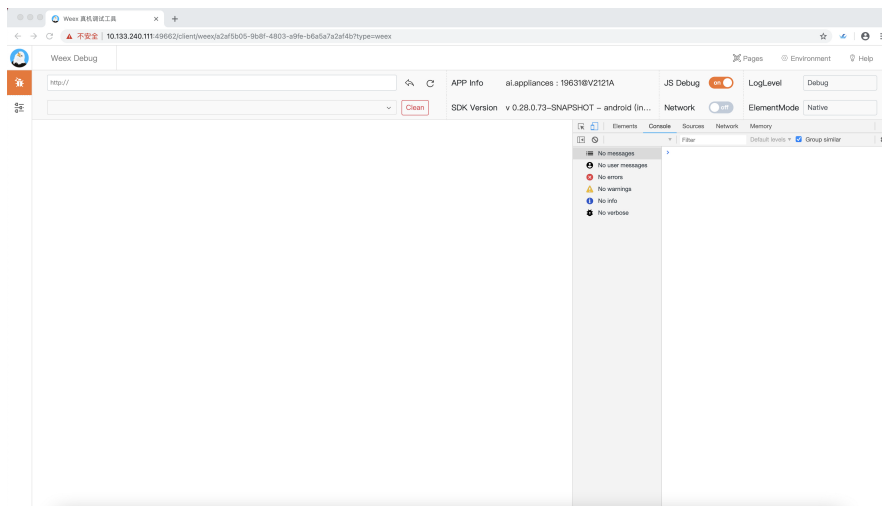 Weex 真机调试工具
不安全 | 10.133.240.111:49662/client/weex/a2af5b05-9b8f-4803-a9fe-b6a5a7a2af4b?type=weex
Weex Debug Pages Environment Help
http:// APP Info ai.appliances : 19631@V2121A JS Debug on LogLevel Debug
Clean SDK Version v 0.28.0.73-SNAPSHOT – android (in... Network off ElementMode Native
Elements Console Sources Network Memory
Filter Default levels Group similar
No messages
No user messages
No errors
No warnings
No info
No verbose